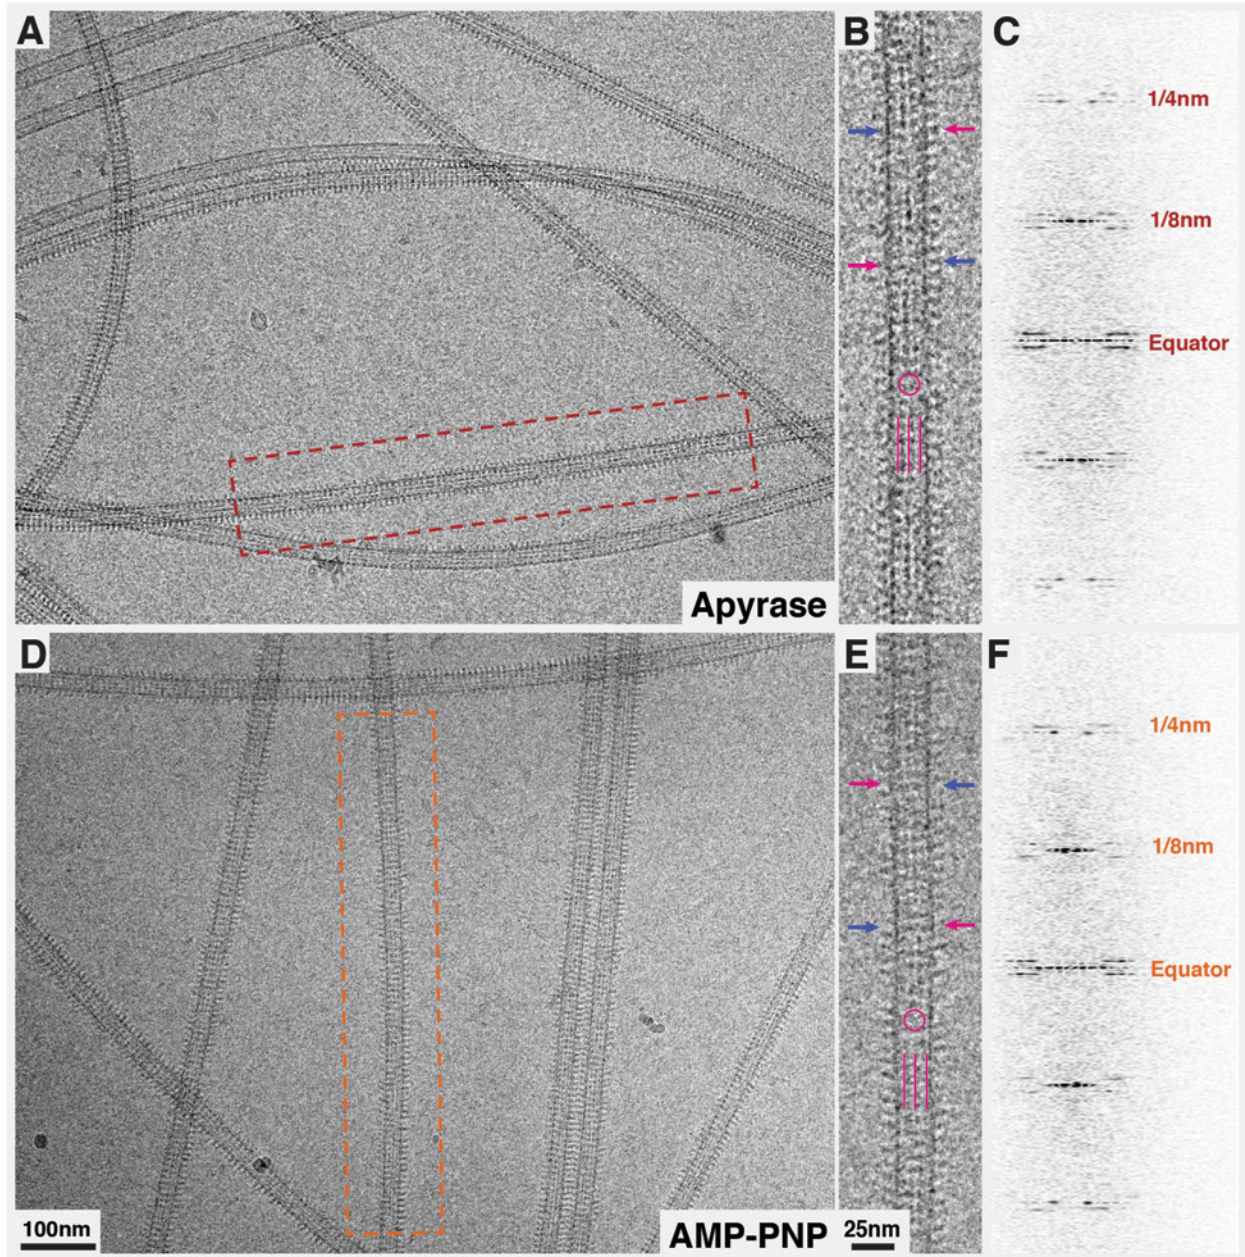 A
B
C
1/4nm
1/8nm
Equator
Apyrase
D
E
F
1/4nm
1/8nm
Equator
100nm
AMP-PNP
25nm